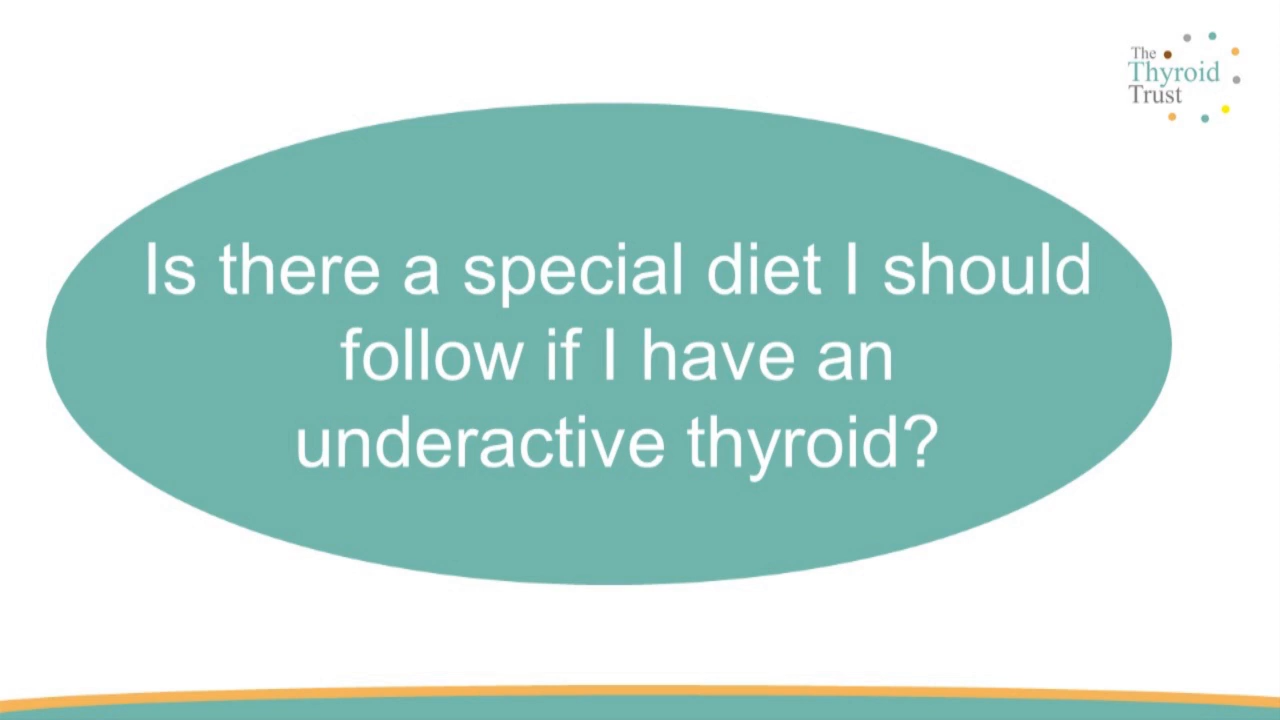 The
Thyroid
Trust
Is there a special diet I should
follow if I have an
underactive thyroid?